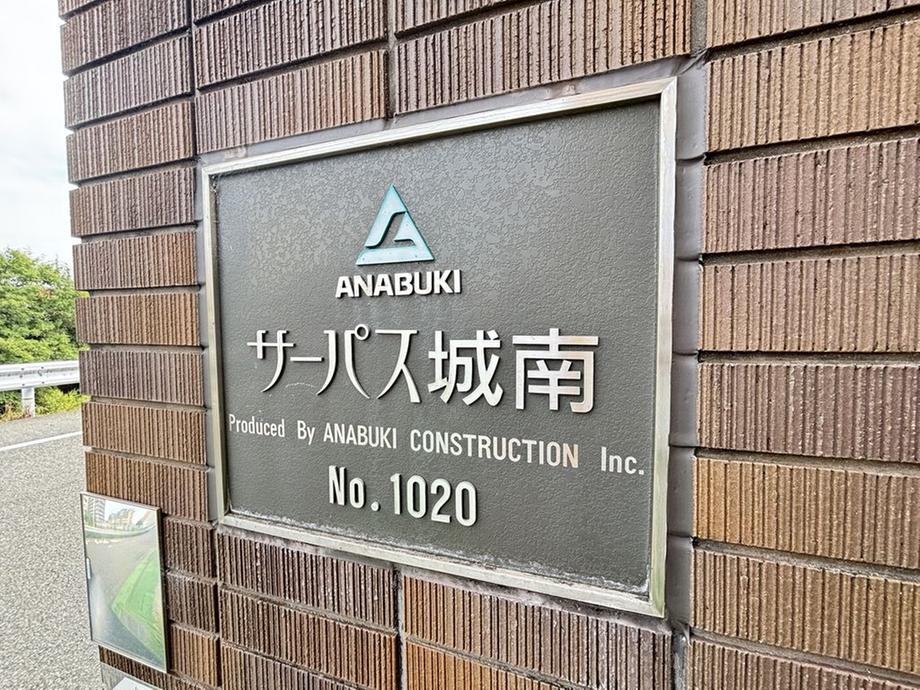 ANABUKI
サーパス城南
Produced By ANABUKI CONSTRUCTION Inc.
No.1020